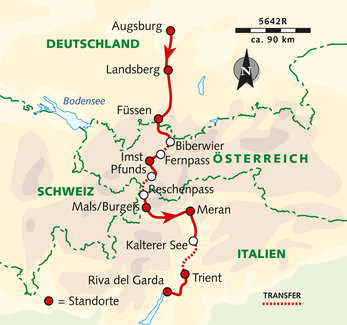 Augsburg
5642R
ca. 90 km
DEUTSCHLAND
Landsberg
N
Bodensee
Füssen
Biberwier
Imst
Fernpass
ÖSTERREICH
Pfunds
SCHWEIZ
Reschenpass
Mals/Burgeis
Meran
Kalterer See
ITALIEN
Riva del Garda
Trient
= Standorte
TRANSFER